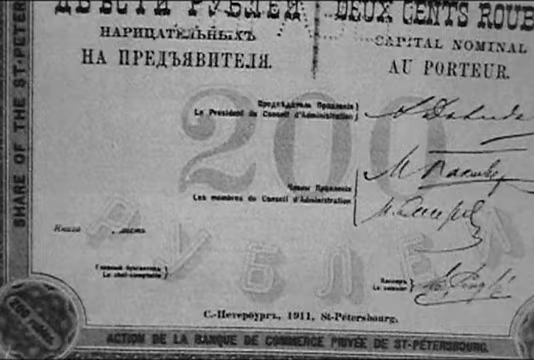 ДВѢСТИ РУБЛЕЙ
НАРИЦАТЕЛЬНЫХЪ
НА ПРЕДЪЯВИТЕЛЯ.
DEUX CENTS ROUB
CAPITAL NOMINAL
AU PORTEUR.
SHARE OF THE ST-PETER
200
Предсѣдатель Правленія
Le Président du Conseil d'Administration
Члены Правленія
Les membres du Conseil d'Administration
РУБЛЕЙ
Главный бухгалтеръ
Le chef-comptable
Кассиръ
Le caissier
С.-Петербургъ, 1911, St-Pétersbourg.
ACTION DE LA BANQUE DE COMMERCE PRIVÉE DE ST-PÉTERSBOURG.